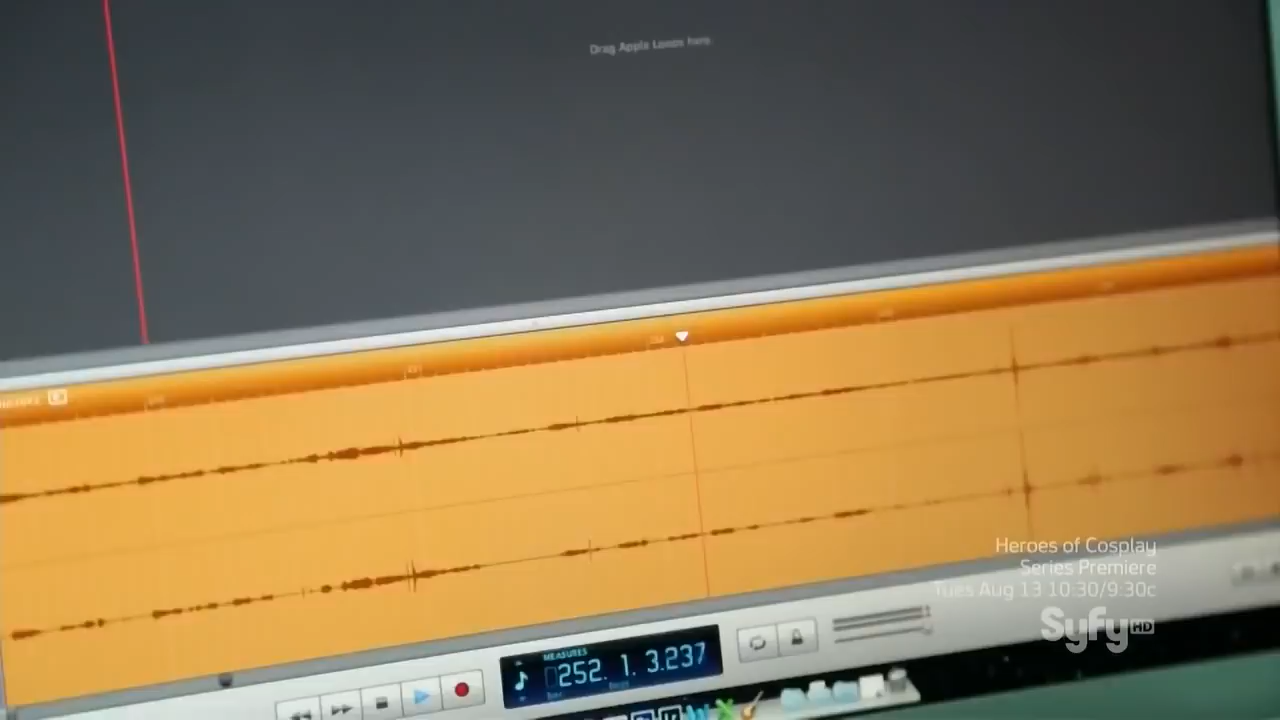 Drag Apple Loops here.
MEASURES
252. 1. 3.237
Heroes of Cosplay
Series Premiere
Tues Aug 13 10:30/9:30c
Syfy HD